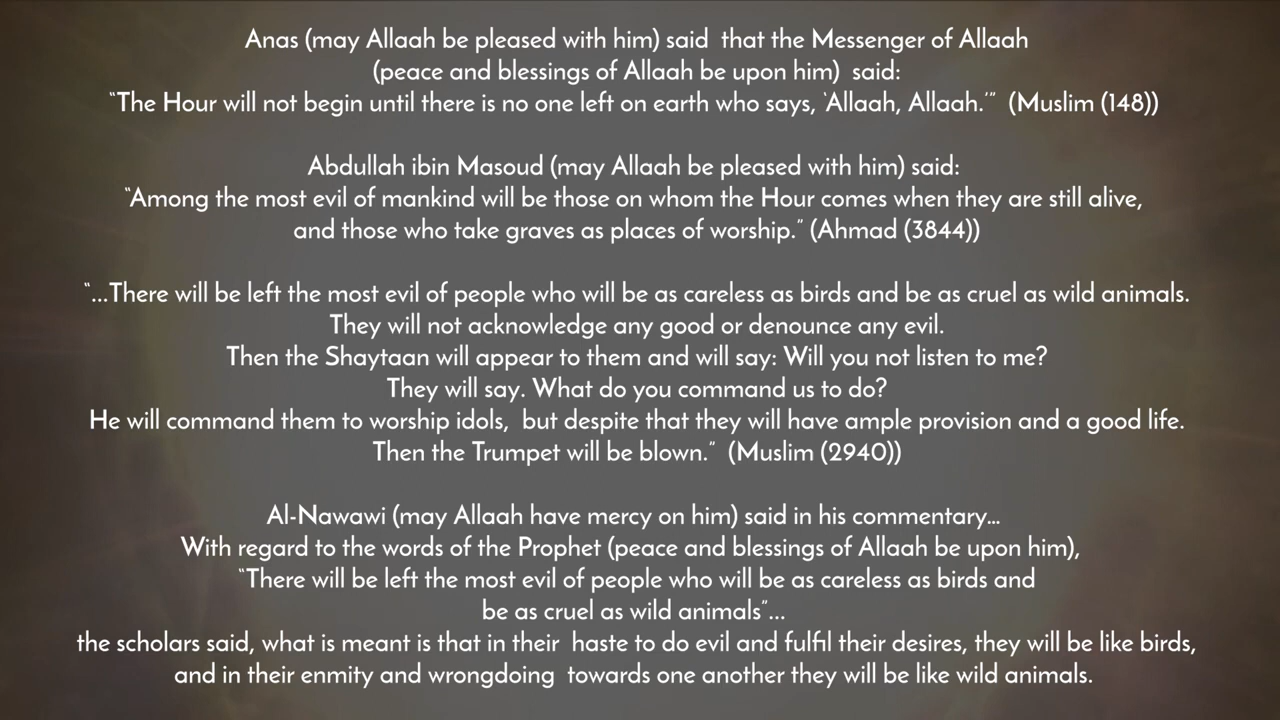 Anas (may Allaah be pleased with him) said that the Messenger of Allaah
(peace and blessings of Allaah be upon him) said:
“The Hour will not begin until there is no one left on earth who says, ‘Allaah, Allaah.’” (Muslim (148))
Abdullah ibin Masoud (may Allaah be pleased with him) said:
“Among the most evil of mankind will be those on whom the Hour comes when they are still alive,
and those who take graves as places of worship.” (Ahmad (3844))
“...There will be left the most evil of people who will be as careless as birds and be as cruel as wild animals.
They will not acknowledge any good or denounce any evil.
Then the Shaytaan will appear to them and will say: Will you not listen to me?
They will say. What do you command us to do?
He will command them to worship idols, but despite that they will have ample provision and a good life.
Then the Trumpet will be blown.” (Muslim (2940))
Al-Nawawi (may Allaah have mercy on him) said in his commentary...
With regard to the words of the Prophet (peace and blessings of Allaah be upon him),
“There will be left the most evil of people who will be as careless as birds and
be as cruel as wild animals”...
the scholars said, what is meant is that in their haste to do evil and fulfil their desires, they will be like birds,
and in their enmity and wrongdoing towards one another they will be like wild animals.